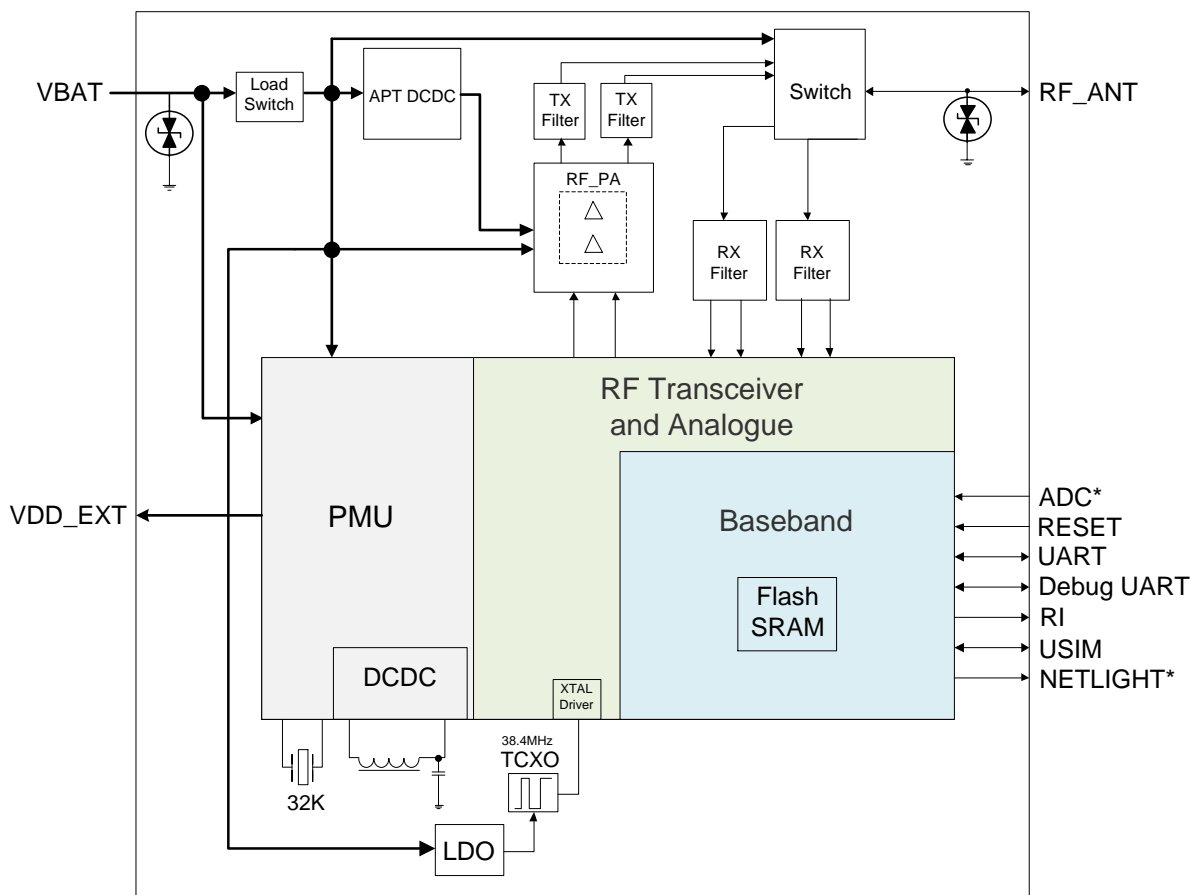 VBAT
Load
Switch
APT DCDC
TX
Filter
TX
Filter
Switch
RF_ANT
RF_PA
RX
Filter
RX
Filter
RF Transceiver
and Analogue
PMU
VDD_EXT
Baseband
Flash
SRAM
ADC*
RESET
UART
Debug UART
RI
USIM
NETLIGHT*
DCDC
XTAL
Driver
38.4MHz
TCXO
32K
LDO